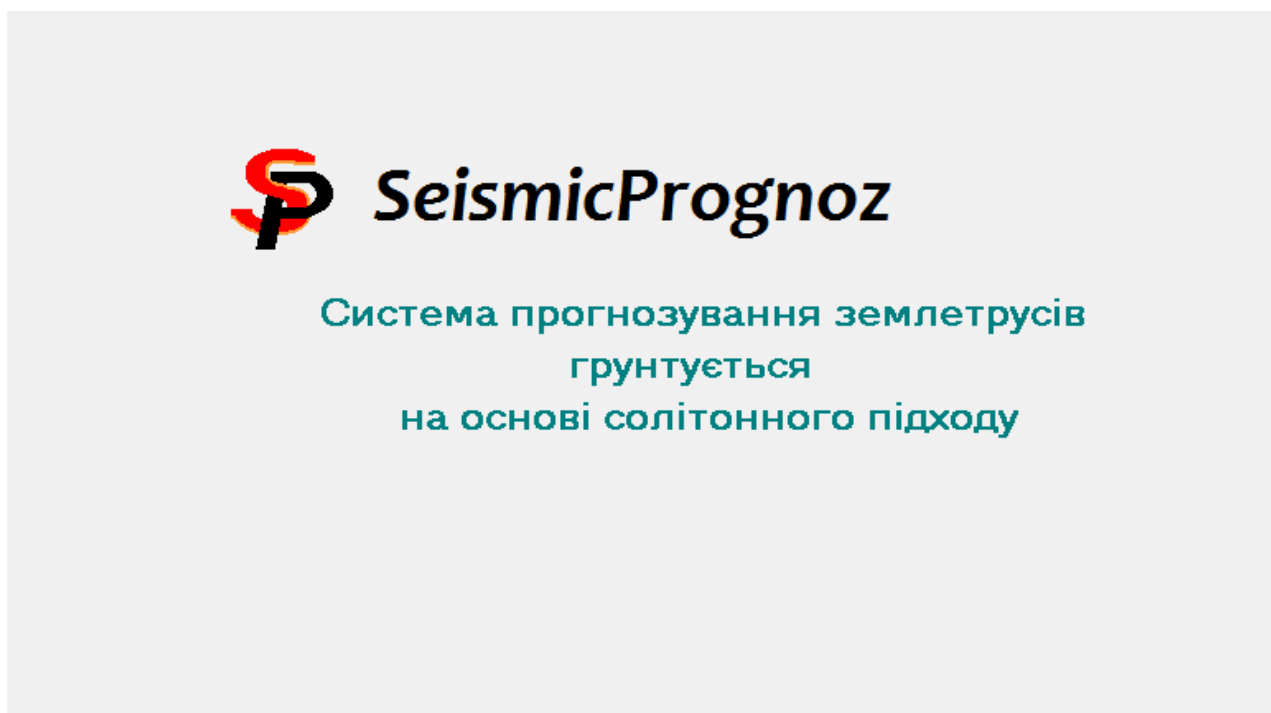 SP SeismicPrognoz
Система прогнозування землетрусів
грунтується
на основі солітонного підходу